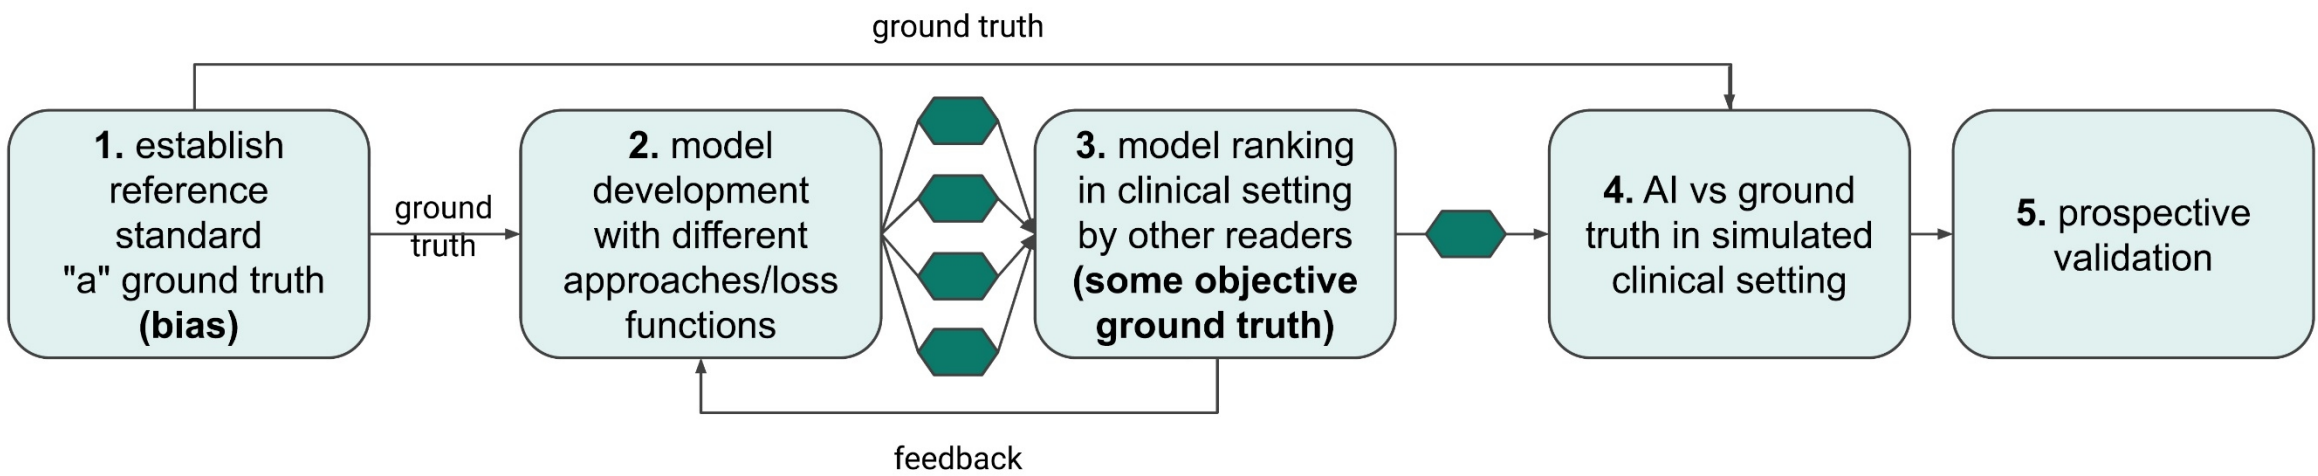 ground truth
1. establish
reference
standard
"a" ground truth
(bias)
ground
truth
2. model
development
with different
approaches/loss
functions
3. model ranking
in clinical setting
by other readers
(some objective
ground truth)
4. AI vs ground
truth in simulated
clinical setting
5. prospective
validation
feedback